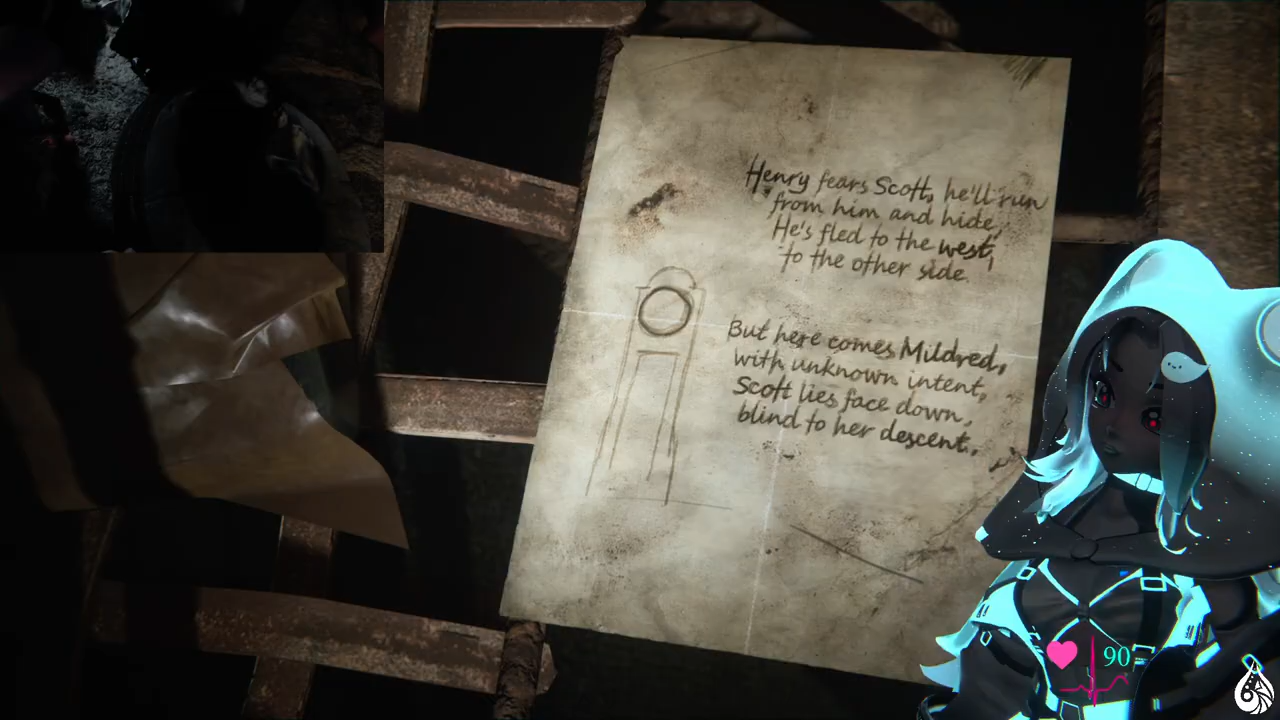 Henry fears Scott, he'll run
from him and hide,
He's fled to the west,
to the other side.
But here comes Mildred,
with unknown intent,
Scott lies face down,
blind to her descent.
90